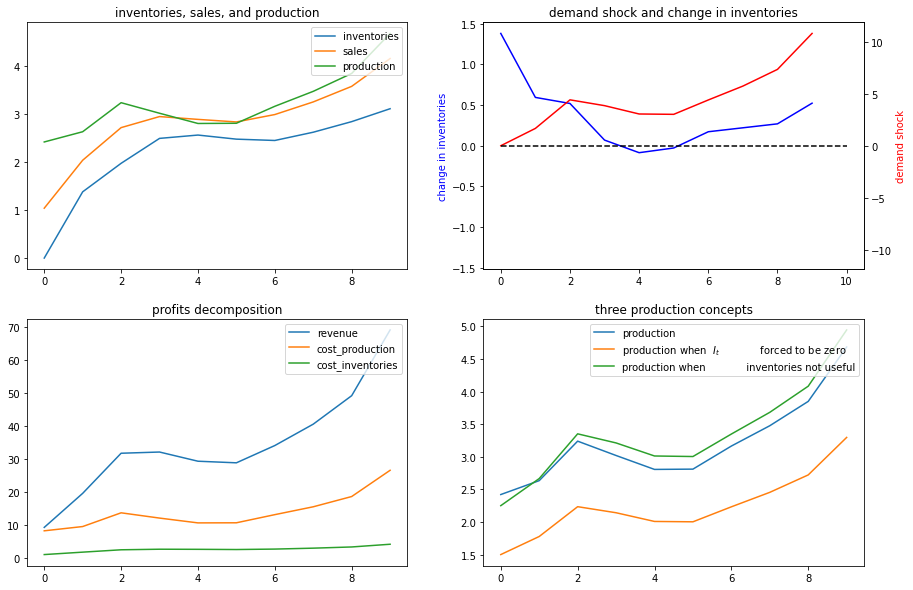 inventories, sales, and production
inventories
sales
production
4
3
2
1
0
0 2 4 6 8
demand shock and change in inventories
change in inventories
1.5
1.0
0.5
0.0
−0.5
−1.0
−1.5
10
5
0
−5
−10
demand shock
0 2 4 6 8 10
profits decomposition
revenue
cost_production
cost_inventories
70
60
50
40
30
20
10
0
0 2 4 6 8
three production concepts
production
production when I_t forced to be zero
production when inventories not useful
5.0
4.5
4.0
3.5
3.0
2.5
2.0
1.5
0 2 4 6 8